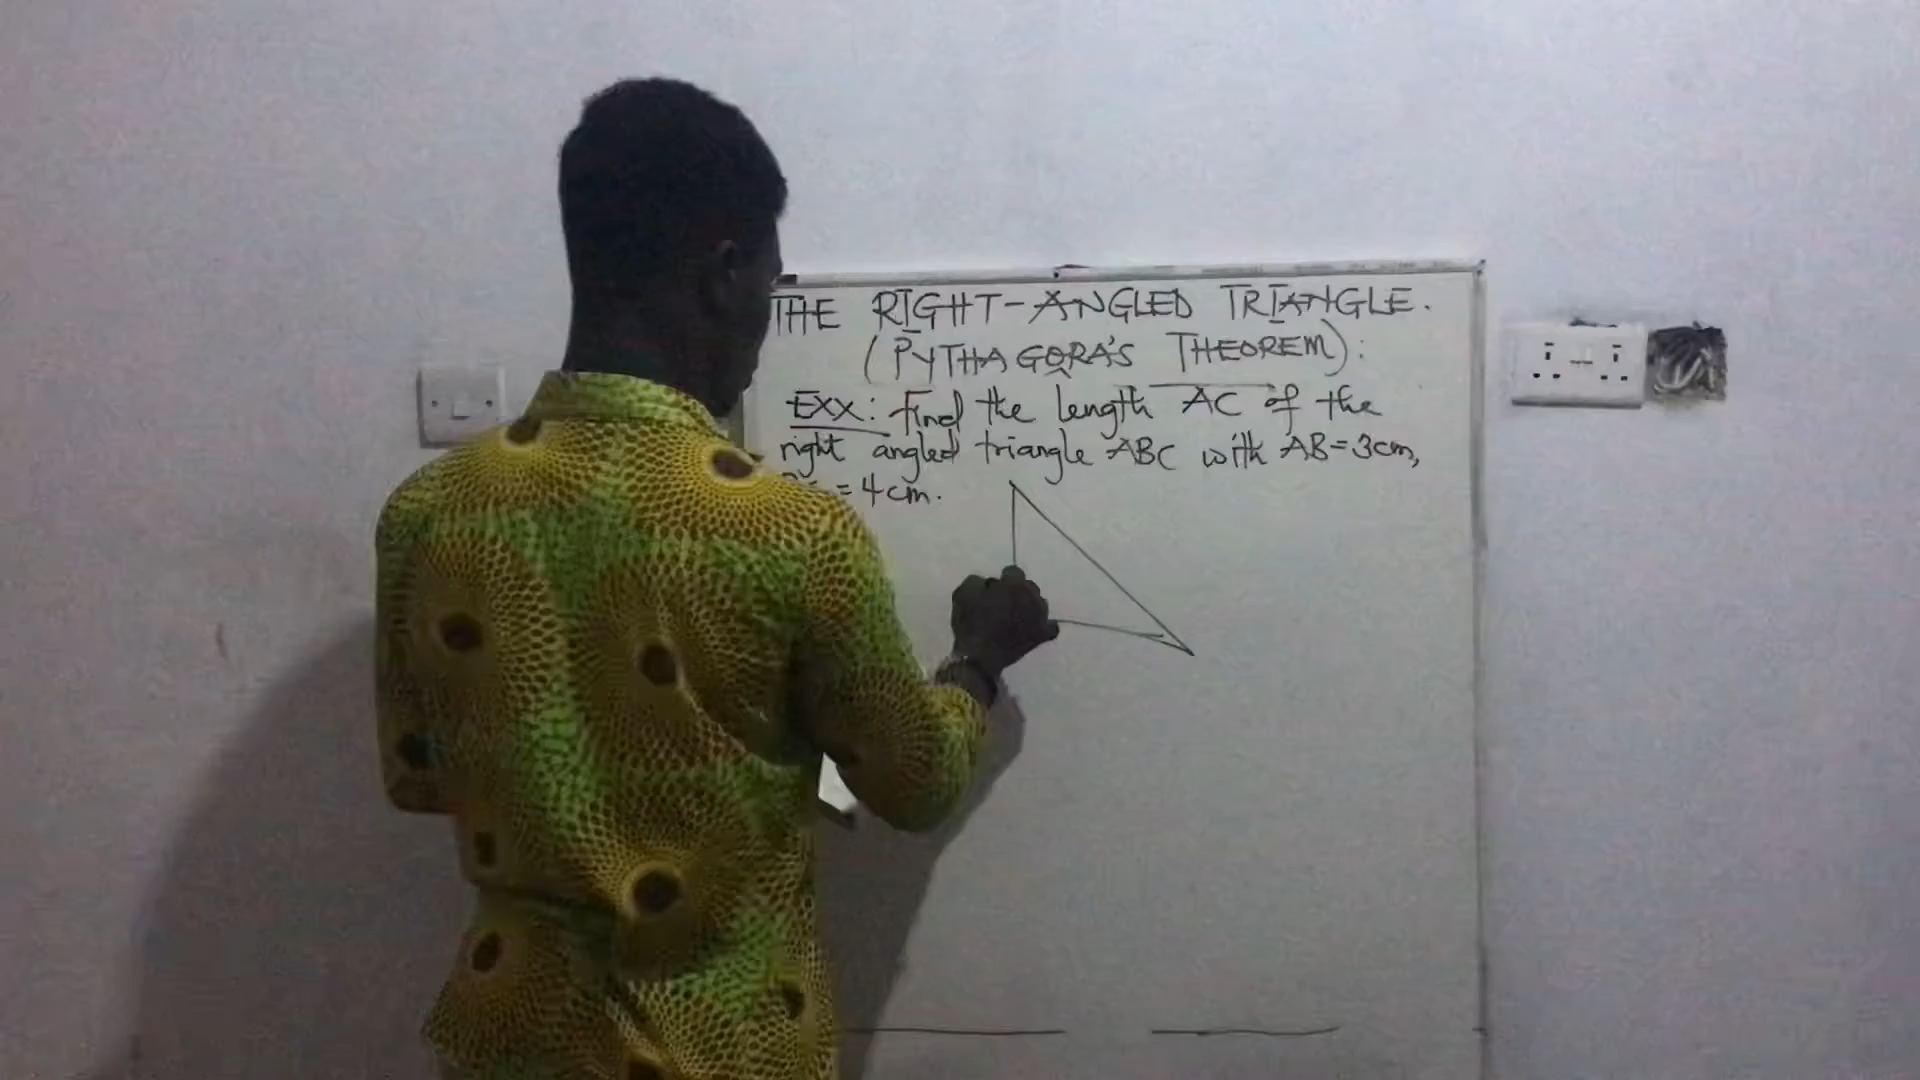 THE RIGHT-ANGLED TRIANGLE.
(PYTHAGORA'S THEOREM):
EXX: find the length AC of the
right angled triangle ABC with AB=3cm,
= 4cm.